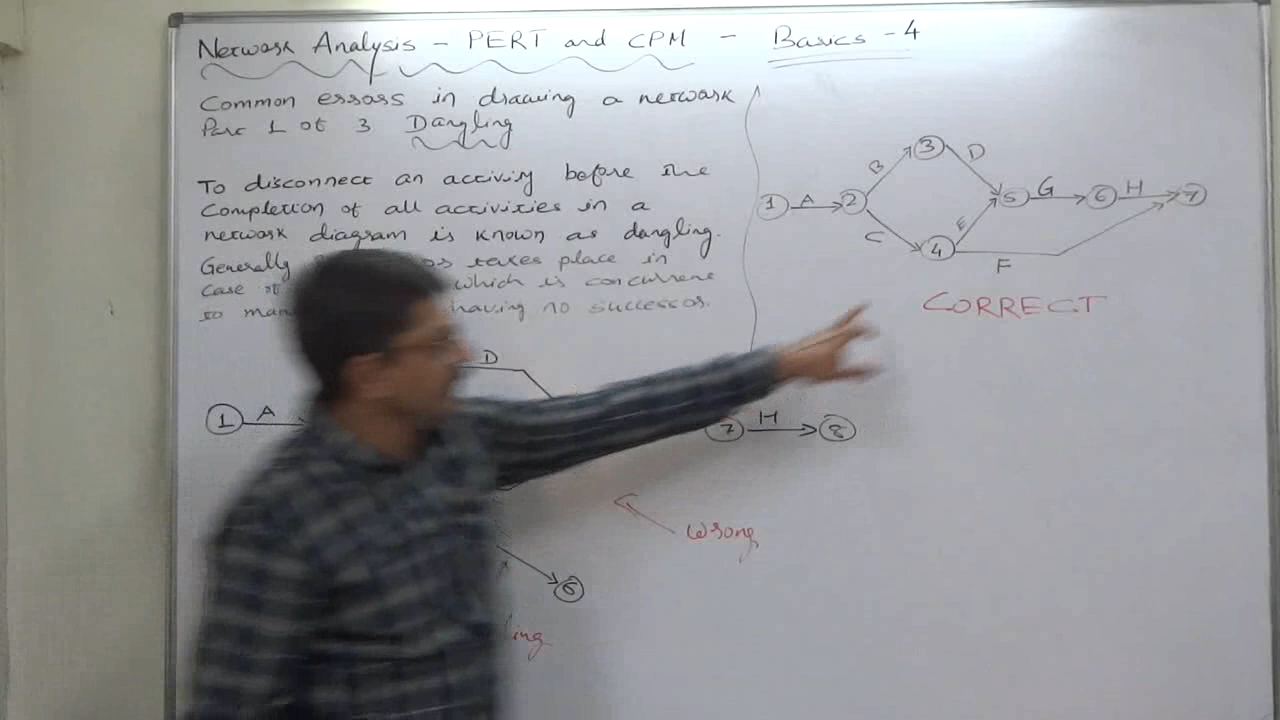 Network Analysis - PERT and CPM - Basics - 4
Common errors in drawing a network
Part 1 of 3 Dangling
To disconnect an activity before the
completion of all activities in a
network diagram is known as dangling.
Generally takes place in
case of which is concurrent
to having no successor.
1 A 2 B 3 D 5 G 6 H 7
C 4 E F
CORRECT
D
1 A
7 H 8
Wrong
6